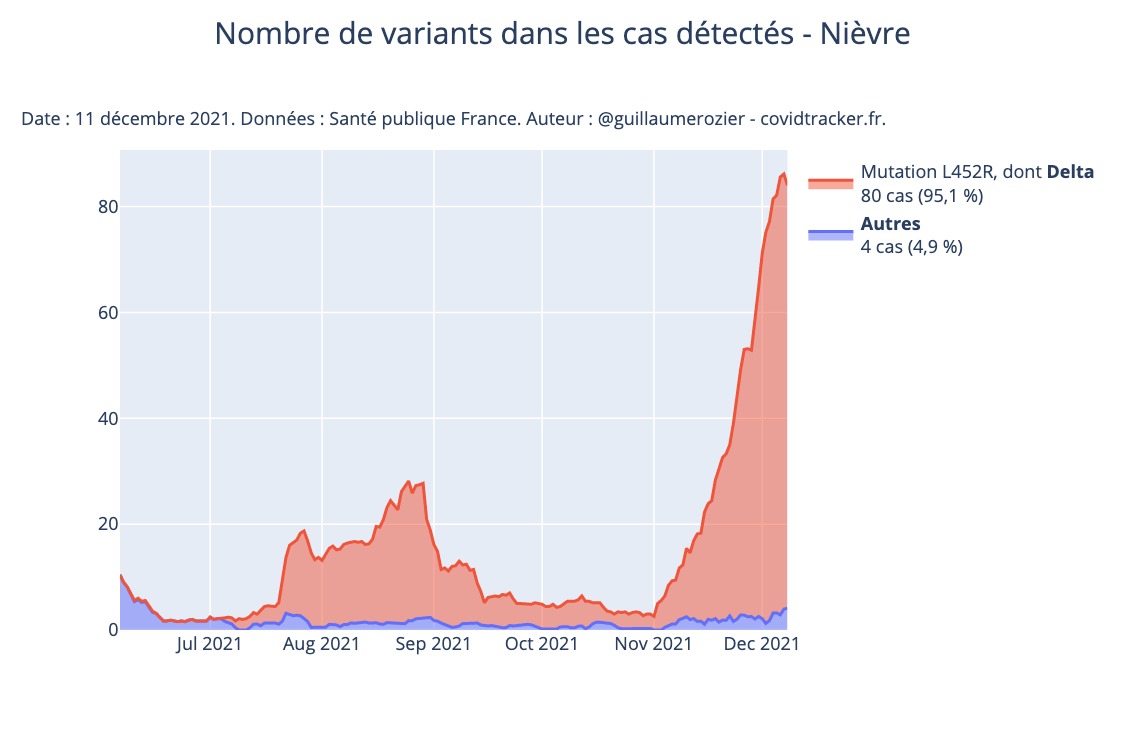 Nombre de variants dans les cas détectés - Nièvre
Date : 11 décembre 2021. Données : Santé publique France. Auteur : @guillaumerozier - covidtracker.fr.
Mutation L452R, dont Delta
80 cas (95,1 %)
Autres
4 cas (4,9 %)
80
60
40
20
0
Jul 2021 Aug 2021 Sep 2021 Oct 2021 Nov 2021 Dec 2021